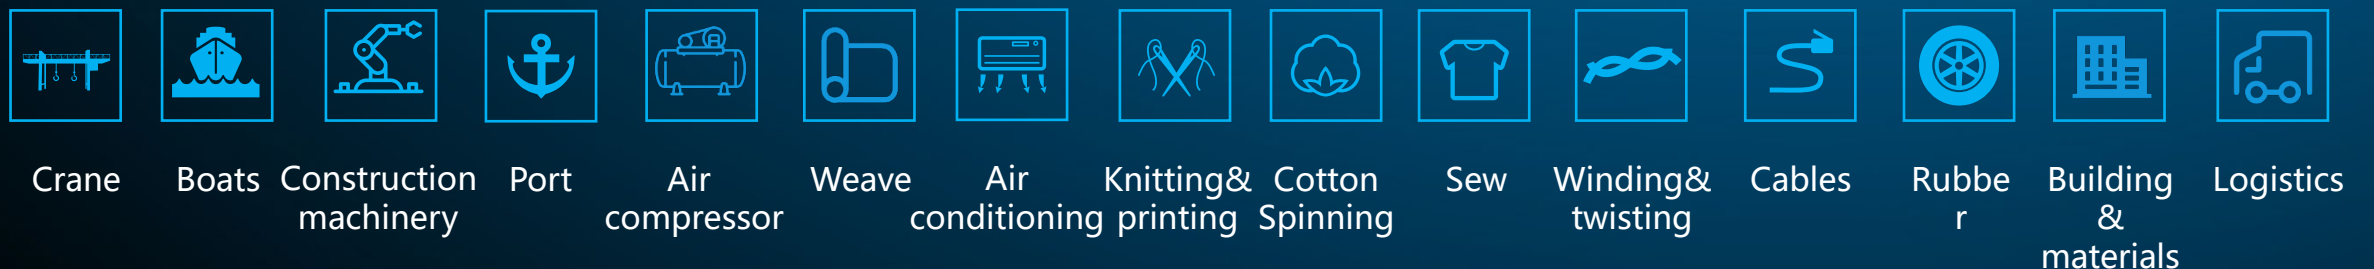 Crane
Boats
Construction
machinery
Port
Air
compressor
Weave
Air
conditioning
Knitting&
printing
Cotton
Spinning
Sew
Winding&
twisting
Cables
Rubbe
r
Building
&
materials
Logistics